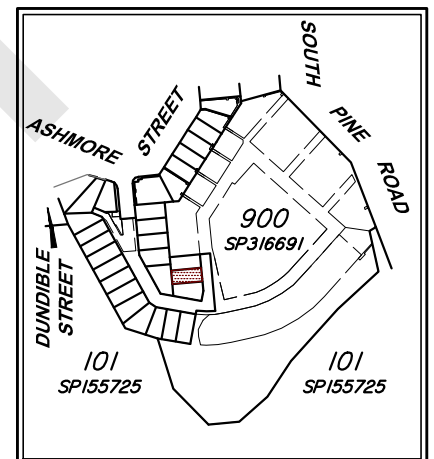 SOUTH
PINE
ROAD
ASHMORE
STREET
900
SP316691
DUNDIBLE
STREET
101
SP155725
101
SP155725